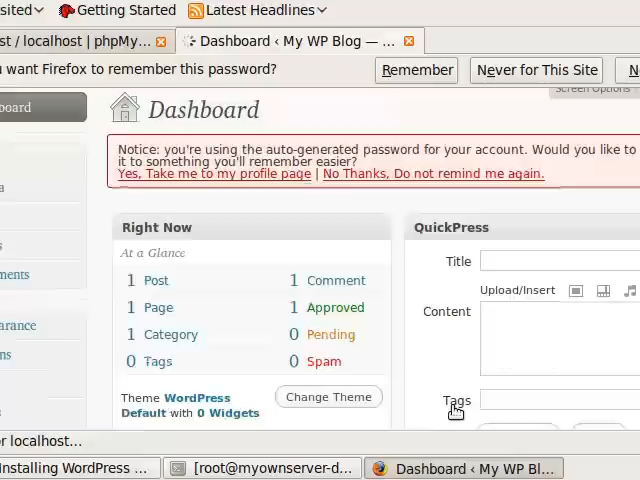 sited Getting Started Latest Headlines
st / localhost | phpMy... Dashboard ‹ My WP Blog — ...
u want Firefox to remember this password? Remember Never for This Site N
Screen Options
board Dashboard
Notice: you're using the auto-generated password for your account. Would you like to
it to something you'll remember easier?
Yes, Take me to my profile page | No Thanks, Do not remind me again.
Right Now QuickPress
At a Glance
Title
1 Post 1 Comment
Upload/Insert
1 Page 1 Approved
Content
1 Category 0 Pending
0 Tags 0 Spam
Theme WordPress Change Theme
Default with 0 Widgets
Tags
a
s
ments
arance
ns
s
or localhost...
Installing WordPress ... [root@myownserver-d... Dashboard ‹ My WP Bl...